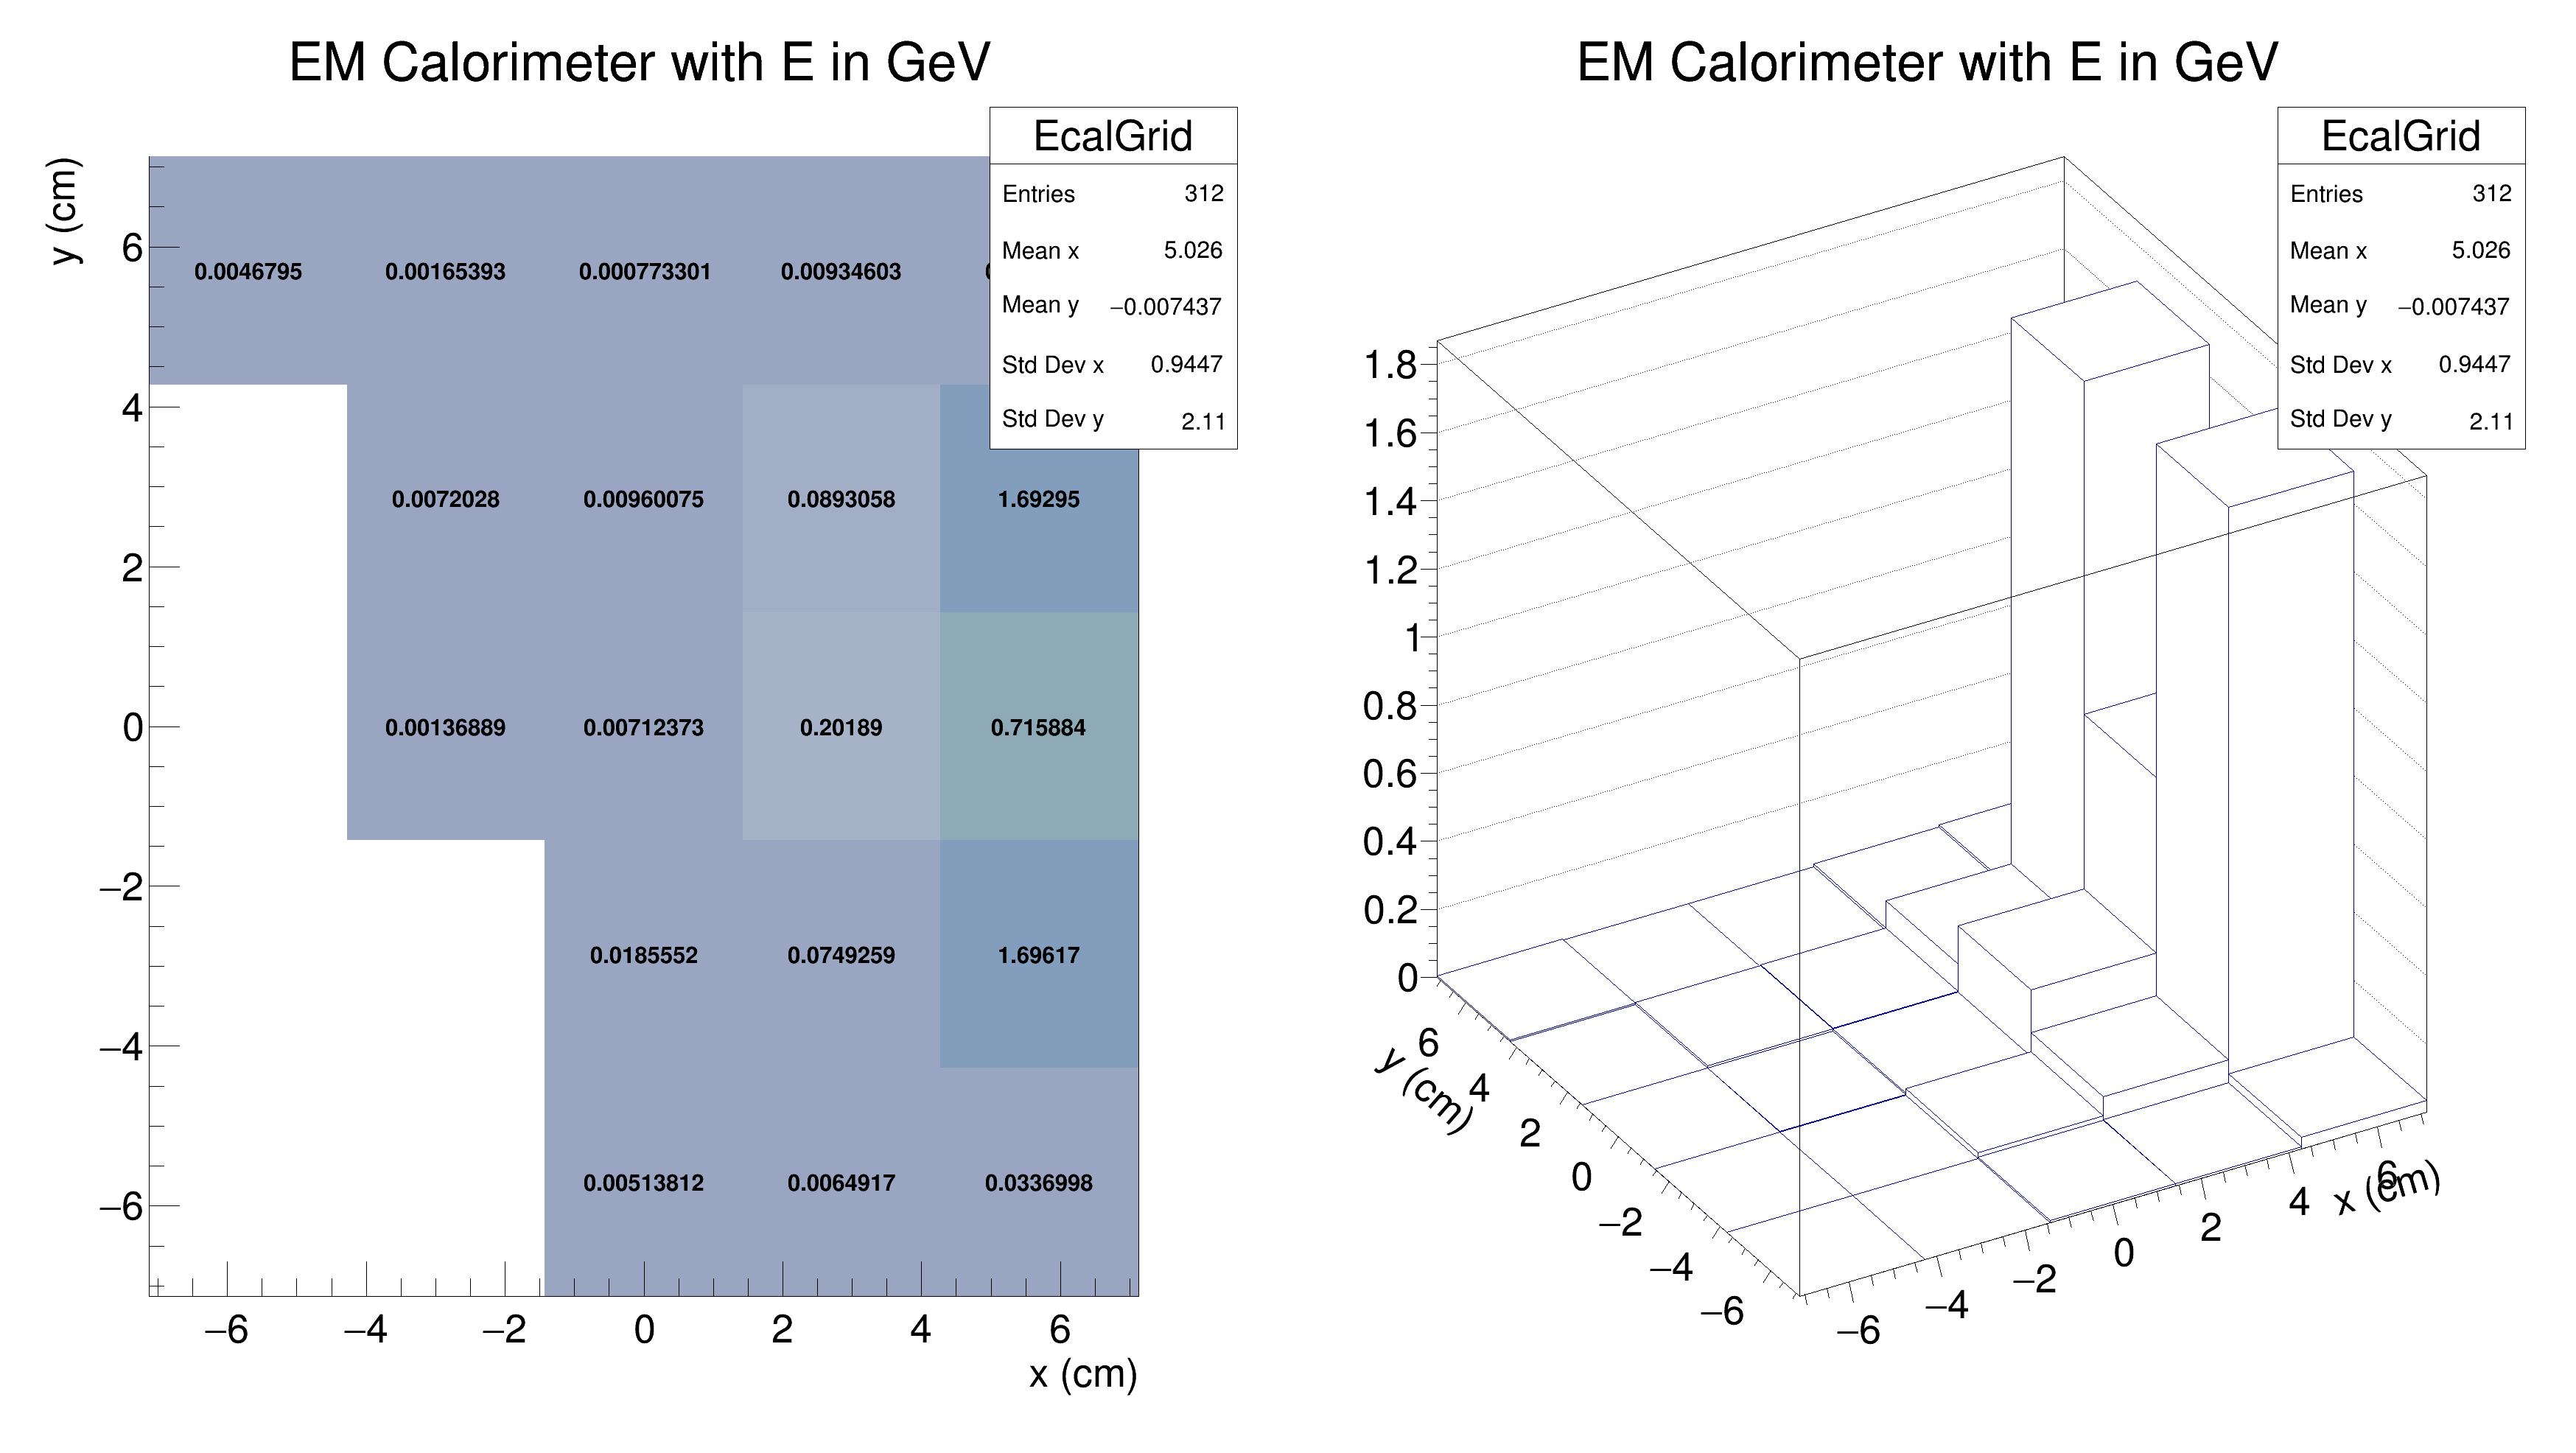 EM Calorimeter with E in GeV
y (cm)
EcalGrid
Entries 312
Mean x 5.026
Mean y −0.007437
Std Dev x 0.9447
Std Dev y 2.11
6
4
2
0
−2
−4
−6
0.0046795 0.00165393 0.000773301 0.00934603
0.0072028 0.00960075 0.0893058 1.69295
0.00136889 0.00712373 0.20189 0.715884
0.0185552 0.0749259 1.69617
0.00513812 0.0064917 0.0336998
−6 −4 −2 0 2 4 6
x (cm)
EM Calorimeter with E in GeV
EcalGrid
Entries 312
Mean x 5.026
Mean y −0.007437
Std Dev x 0.9447
Std Dev y 2.11
1.8
1.6
1.4
1.2
1
0.8
0.6
0.4
0.2
0
6
4
2
0
−2
−4
−6
y (cm)
−6 −4 −2 0 2 4 6
x (cm)